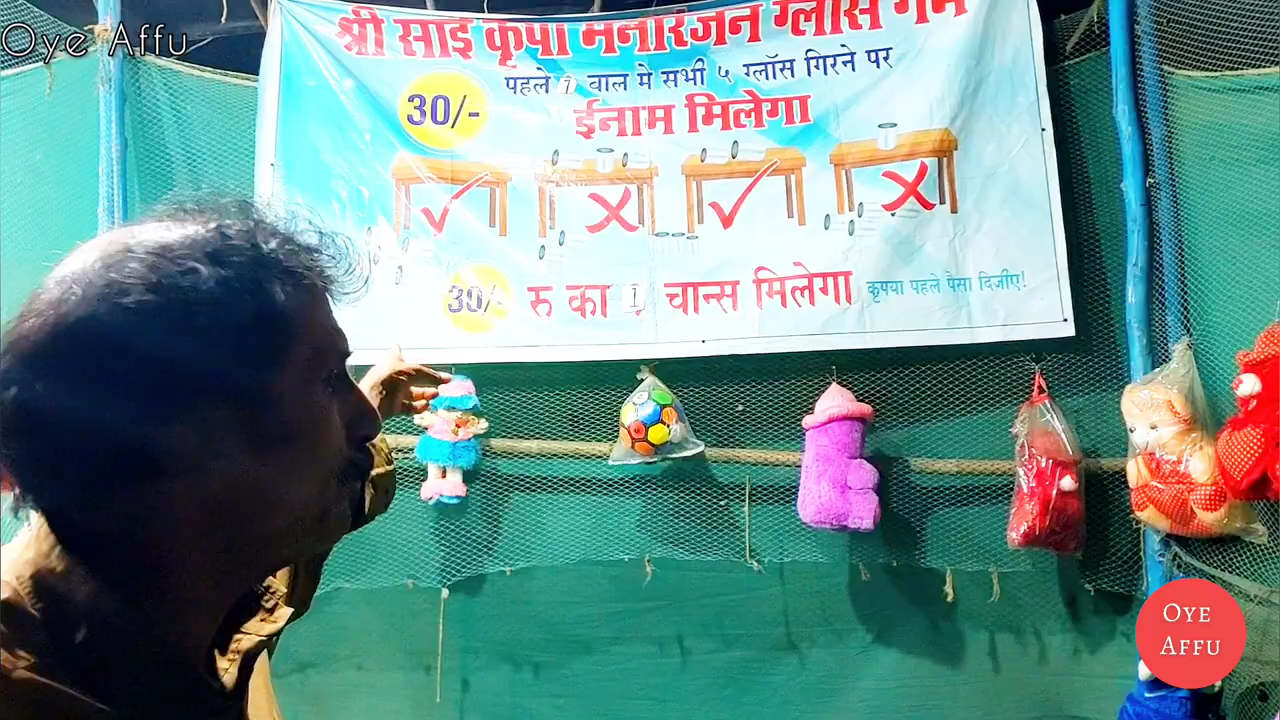 Oye Affu
श्री साई कृपा मनोरंजन ग्लास गेम
पहले 1 बाल मे सभी ५ ग्लॉस गिरने पर
30/-
ईनाम मिलेगा
30/- रु का 1 चान्स मिलेगा कृपया पहले पैसा दिजीए!
OYE
AFFU